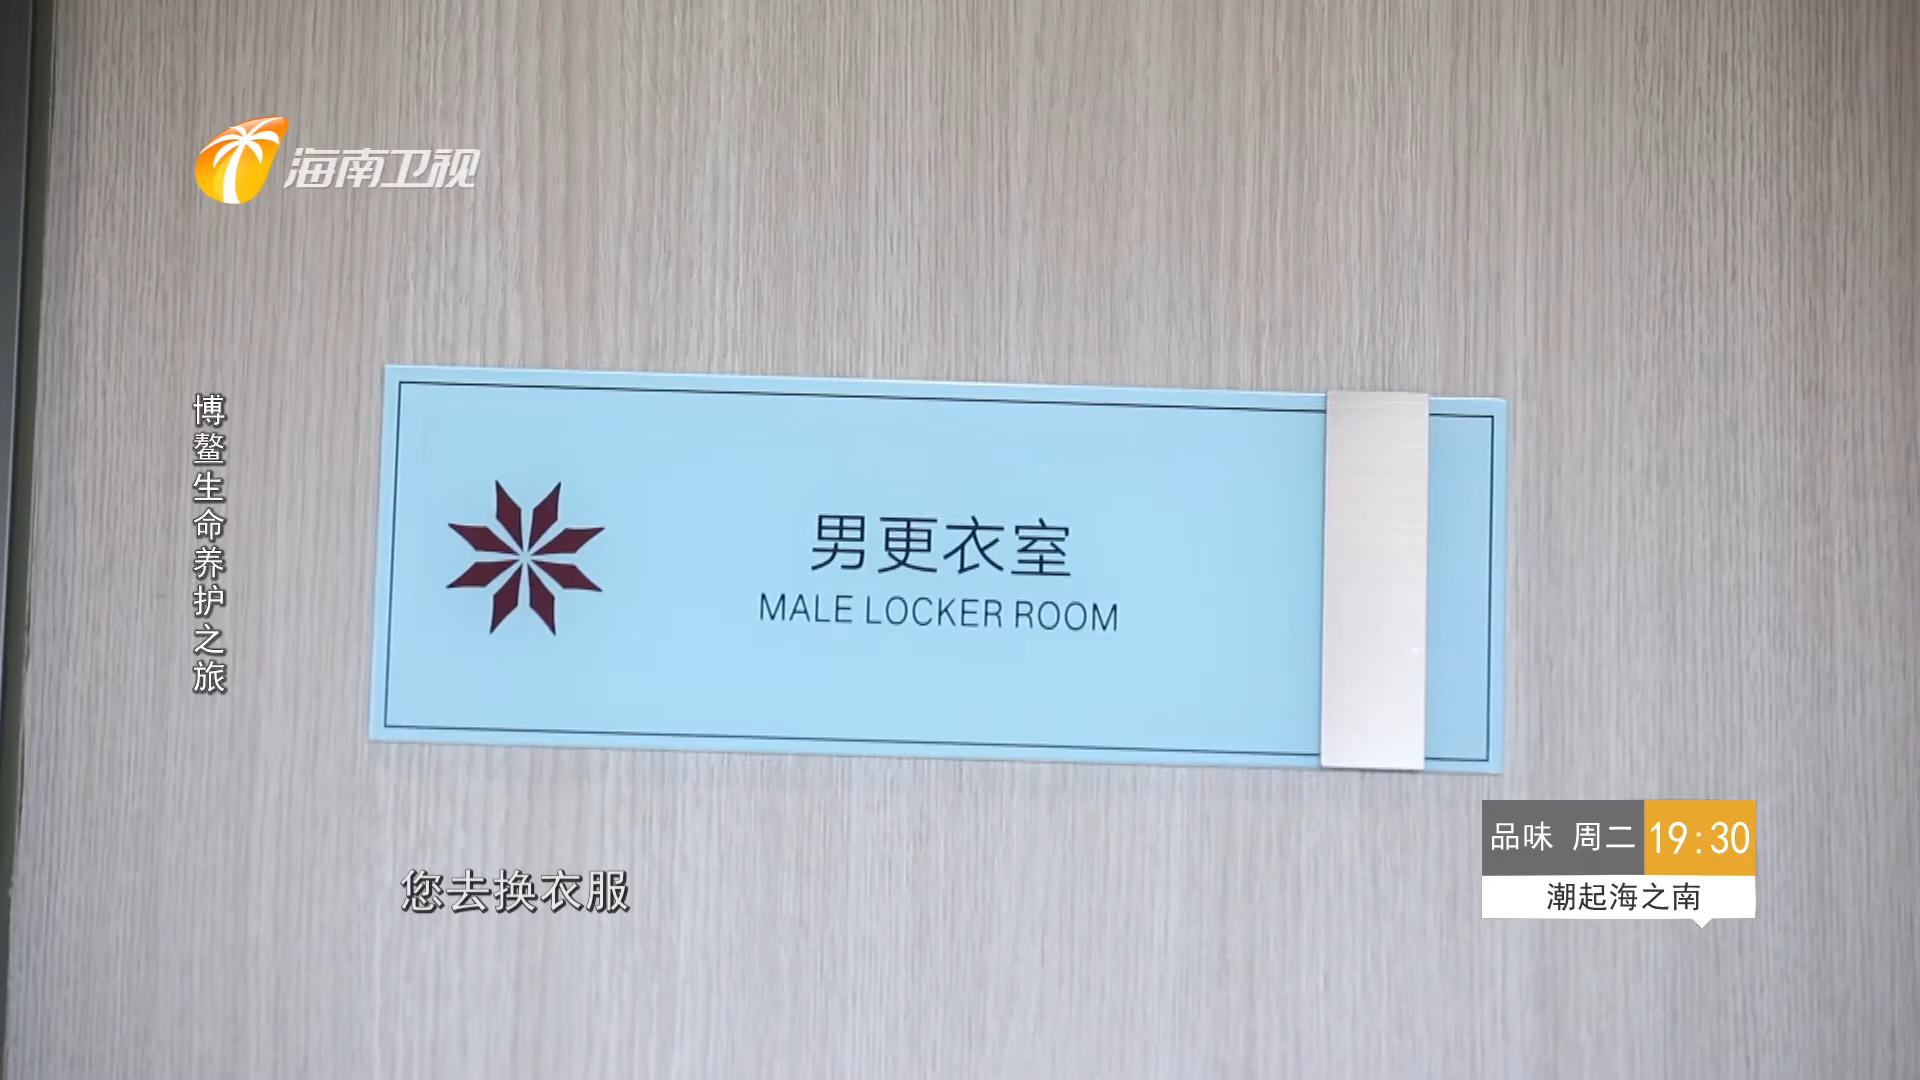 海南卫视
博鳌生命养护之旅
男更衣室
MALE LOCKER ROOM
您去换衣服
品味 周二 19:30
潮起海之南